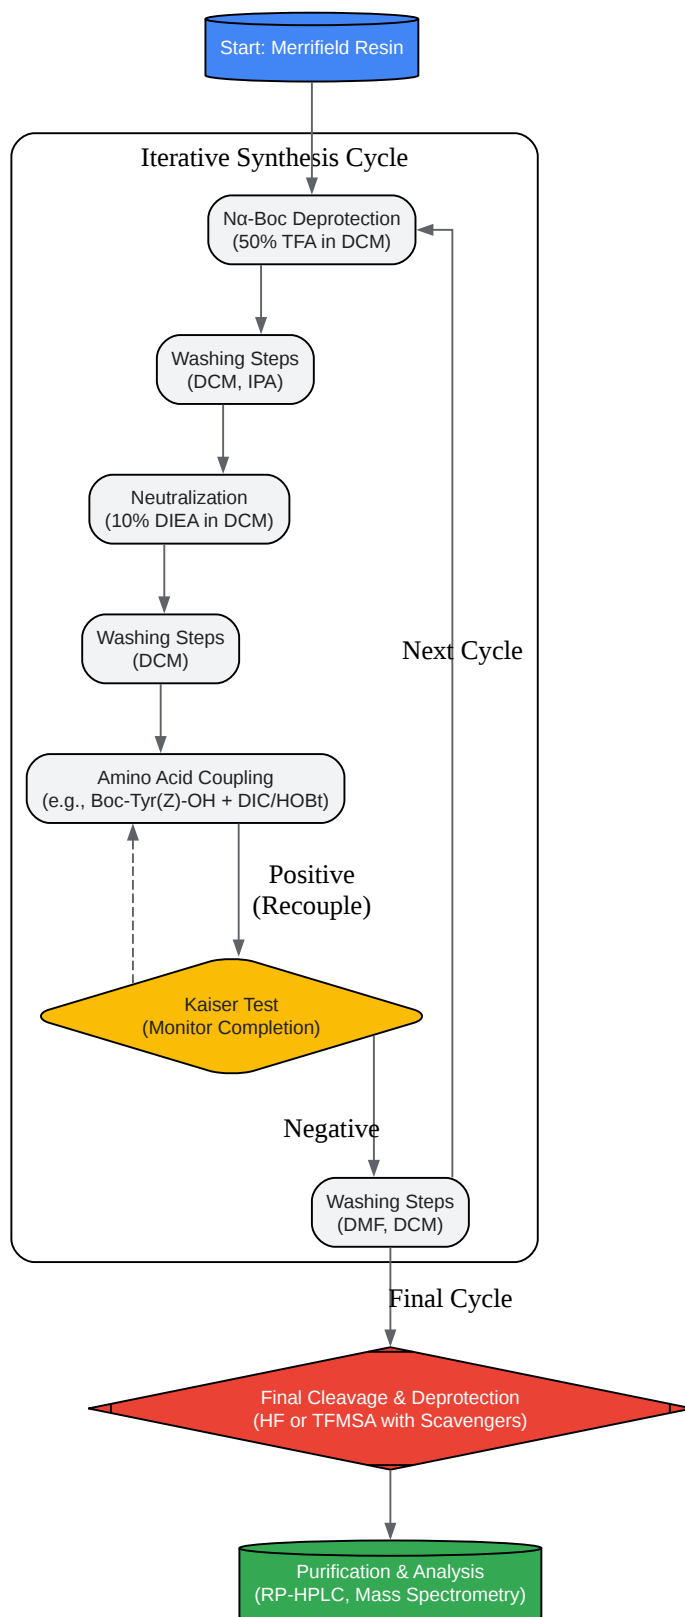 Start: Merrifield Resin
Iterative Synthesis Cycle
Nα-Boc Deprotection
(50% TFA in DCM)
Washing Steps
(DCM, IPA)
Neutralization
(10% DIEA in DCM)
Washing Steps
(DCM)
Next Cycle
Amino Acid Coupling
(e.g., Boc-Tyr(Z)-OH + DIC/HOBt)
Positive
(Recouple)
Kaiser Test
(Monitor Completion)
Negative
Washing Steps
(DMF, DCM)
Final Cycle
Final Cleavage & Deprotection
(HF or TFMSA with Scavengers)
Purification & Analysis
(RP-HPLC, Mass Spectrometry)